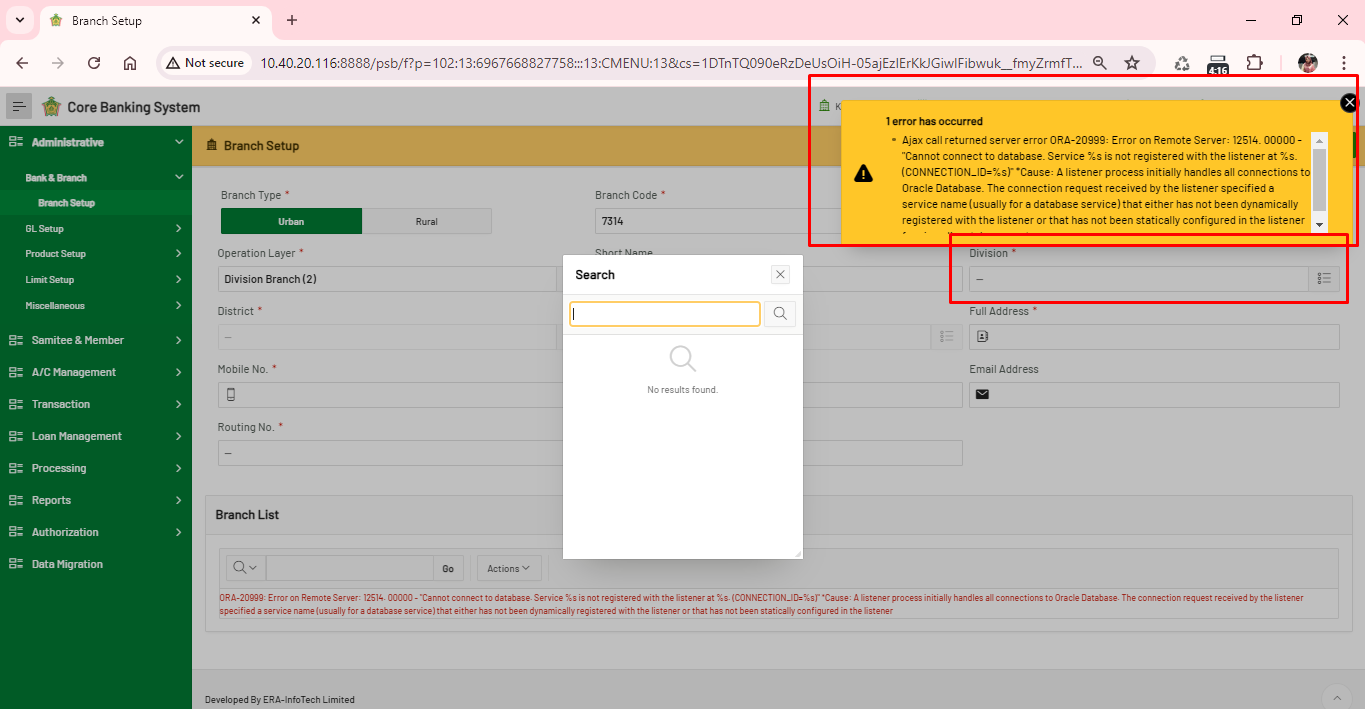 Branch Setup
Not secure
10.40.20.116:8888/psb/f?p=102:13:6967668827758:::13:CMENU:13&cs=1DTnTQ090eRzDeUsOiH-05ajEzIErKkJGiwIFibwuk__fmyZrmfT...
4:16
Core Banking System
K
1 error has occurred
Ajax call returned server error ORA-20999: Error on Remote Server: 12514. 00000 -
"Cannot connect to database. Service %s is not registered with the listener at %s.
(CONNECTION_ID=%s)" *Cause: A listener process initially handles all connections to
Oracle Database. The connection request received by the listener specified a
service name (usually for a database service) that either has not been dynamically
registered with the listener or that has not been statically configured in the listener
Administrative
Bank & Branch
Branch Setup
GL Setup
Product Setup
Limit Setup
Miscellaneous
Samitee & Member
A/C Management
Transaction
Loan Management
Processing
Reports
Authorization
Data Migration
Branch Setup
Branch Type *
Urban
Rural
Branch Code *
7314
Operation Layer *
Division Branch (2)
Short Name
Division *
—
District *
—
Full Address *
Mobile No. *
Email Address
Routing No. *
—
Search
No results found.
Branch List
Go
Actions
ORA-20999: Error on Remote Server: 12514. 00000 - "Cannot connect to database. Service %s is not registered with the listener at %s. (CONNECTION_ID=%s)" *Cause: A listener process initially handles all connections to Oracle Database. The connection request received by the listener
specified a service name (usually for a database service) that either has not been dynamically registered with the listener or that has not been statically configured in the listener
Developed By ERA-InfoTech Limited